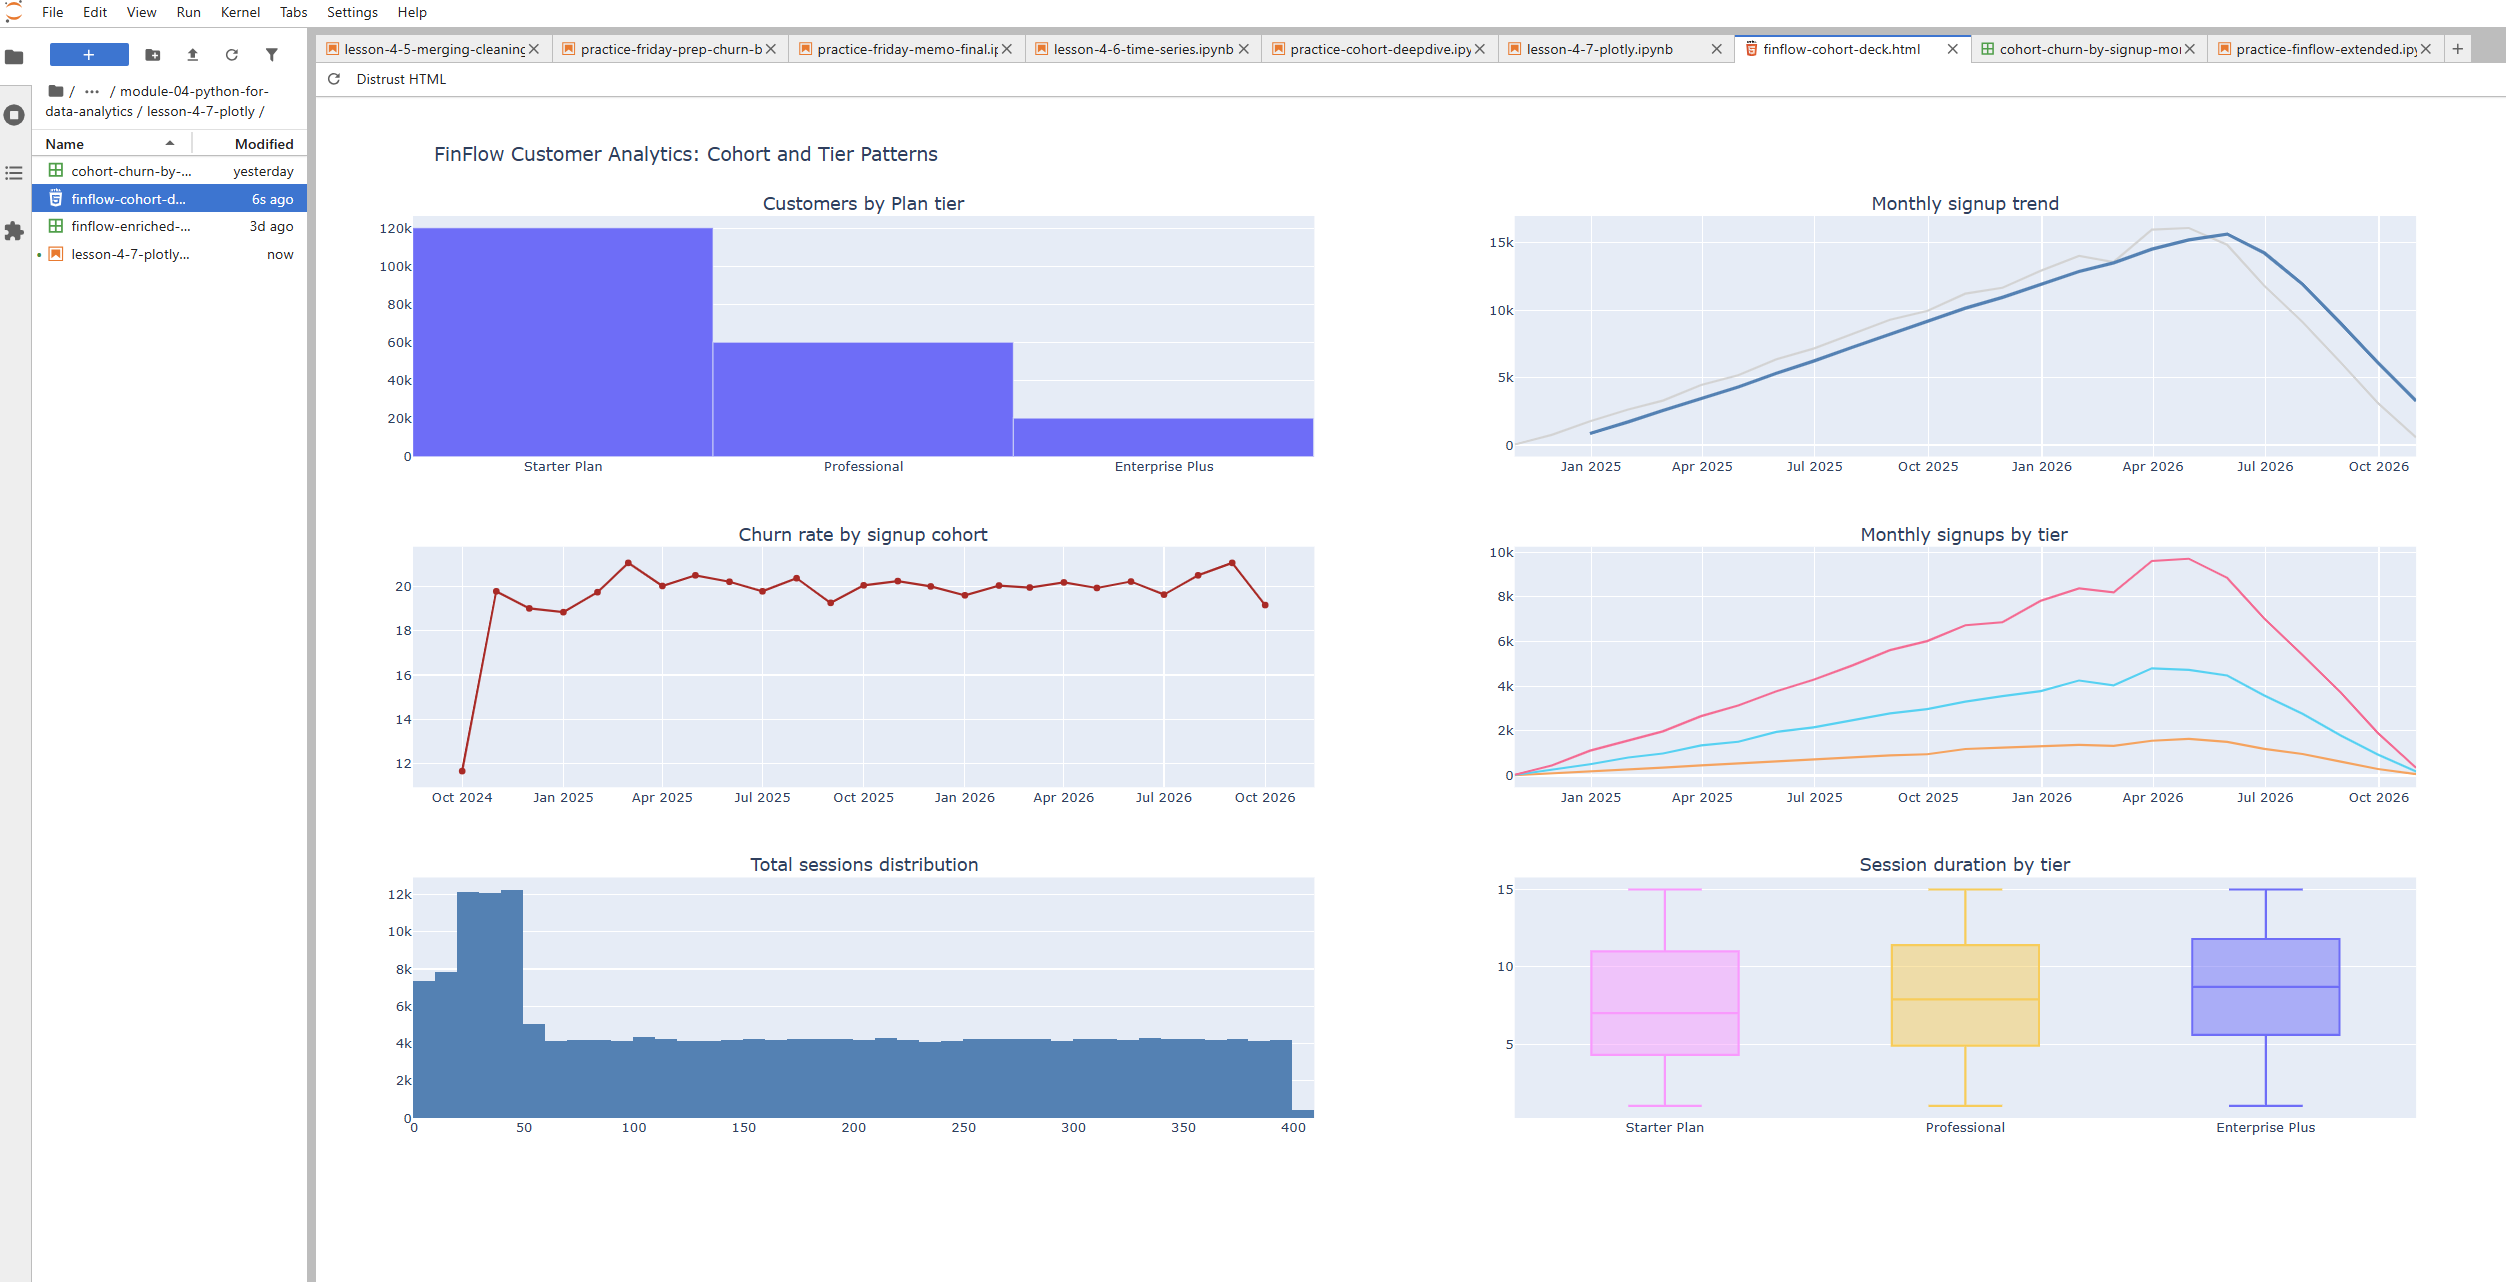 File Edit View Run Kernel Tabs Settings Help
lesson-4-5-merging-cleaning
practice-friday-prep-churn-b
practice-friday-memo-final.ip
lesson-4-6-time-series.ipynb
practice-cohort-deepdive.ipy
lesson-4-7-plotly.ipynb
finflow-cohort-deck.html
cohort-churn-by-signup-mo
practice-finflow-extended.ipy
Distrust HTML
/ ··· / module-04-python-for-
data-analytics / lesson-4-7-plotly /
Name Modified
cohort-churn-by-... yesterday
finflow-cohort-d... 6s ago
finflow-enriched-... 3d ago
lesson-4-7-plotly... now
FinFlow Customer Analytics: Cohort and Tier Patterns
Customers by Plan tier
120k
100k
80k
60k
40k
20k
0
Starter Plan Professional Enterprise Plus
Monthly signup trend
15k
10k
5k
0
Jan 2025 Apr 2025 Jul 2025 Oct 2025 Jan 2026 Apr 2026 Jul 2026 Oct 2026
Churn rate by signup cohort
20
18
16
14
12
Oct 2024 Jan 2025 Apr 2025 Jul 2025 Oct 2025 Jan 2026 Apr 2026 Jul 2026 Oct 2026
Monthly signups by tier
10k
8k
6k
4k
2k
0
Jan 2025 Apr 2025 Jul 2025 Oct 2025 Jan 2026 Apr 2026 Jul 2026 Oct 2026
Total sessions distribution
12k
10k
8k
6k
4k
2k
0
0 50 100 150 200 250 300 350 400
Session duration by tier
15
10
5
Starter Plan Professional Enterprise Plus